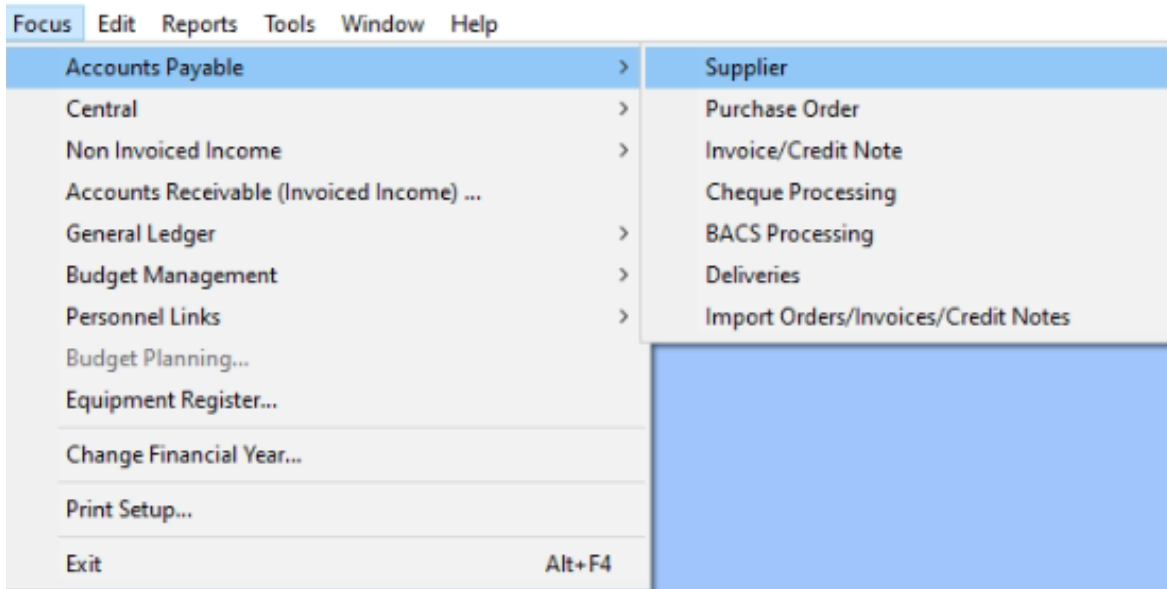 Focus Edit Reports Tools Window Help
Accounts Payable >
Central >
Non Invoiced Income >
Accounts Receivable (Invoiced Income) ...
General Ledger >
Budget Management >
Personnel Links >
Budget Planning...
Equipment Register...
Change Financial Year...
Print Setup...
Exit Alt+F4
Supplier
Purchase Order
Invoice/Credit Note
Cheque Processing
BACS Processing
Deliveries
Import Orders/Invoices/Credit Notes